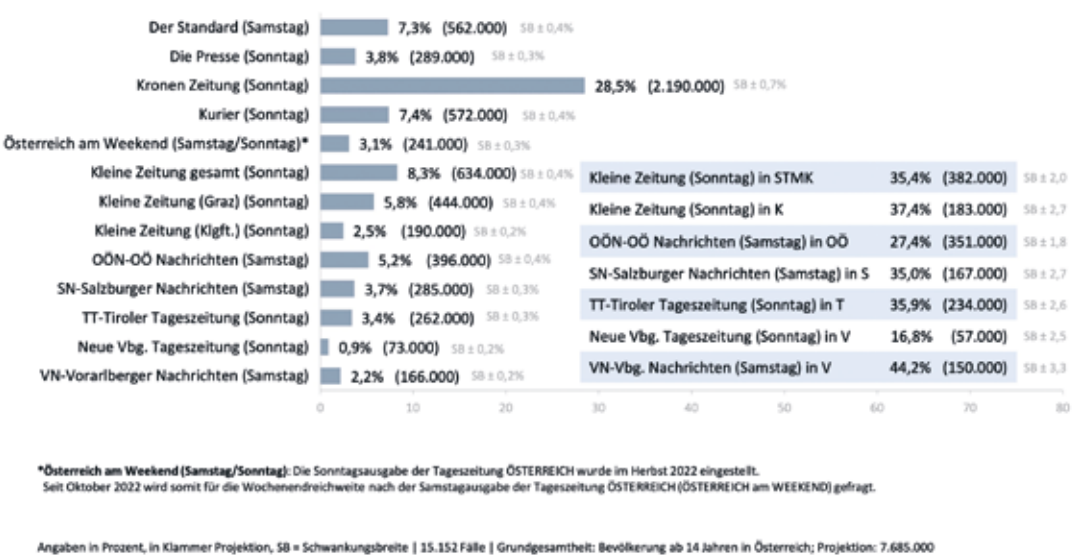 Der Standard (Samstag) 7,3% (562.000) SB ± 0,4%
Die Presse (Sonntag) 3,8% (289.000) SB ± 0,3%
Kronen Zeitung (Sonntag) 28,5% (2.190.000) SB ± 0,7%
Kurier (Sonntag) 7,4% (572.000) SB ± 0,4%
Österreich am Weekend (Samstag/Sonntag)* 3,1% (241.000) SB ± 0,3%
Kleine Zeitung gesamt (Sonntag) 8,3% (634.000) SB ± 0,4%
Kleine Zeitung (Graz) (Sonntag) 5,8% (444.000) SB ± 0,4%
Kleine Zeitung (Klgft.) (Sonntag) 2,5% (190.000) SB ± 0,2%
OÖN-OÖ Nachrichten (Samstag) 5,2% (396.000) SB ± 0,4%
SN-Salzburger Nachrichten (Samstag) 3,7% (285.000) SB ± 0,3%
TT-Tiroler Tageszeitung (Sonntag) 3,4% (262.000) SB ± 0,3%
Neue Vbg. Tageszeitung (Sonntag) 0,9% (73.000) SB ± 0,2%
VN-Vorarlberger Nachrichten (Samstag) 2,2% (166.000) SB ± 0,2%
Kleine Zeitung (Sonntag) in STMK 35,4% (382.000) SB ± 2,0
Kleine Zeitung (Sonntag) in K 37,4% (183.000) SB ± 2,7
OÖN-OÖ Nachrichten (Samstag) in OÖ 27,4% (351.000) SB ± 1,8
SN-Salzburger Nachrichten (Samstag) in S 35,0% (167.000) SB ± 2,7
TT-Tiroler Tageszeitung (Sonntag) in T 35,9% (234.000) SB ± 2,6
Neue Vbg. Tageszeitung (Sonntag) in V 16,8% (57.000) SB ± 2,5
VN-Vbg. Nachrichten (Samstag) in V 44,2% (150.000) SB ± 3,3
0 10 20 30 40 50 60 70 80
*Österreich am Weekend (Samstag/Sonntag): Die Sonntagsausgabe der Tageszeitung ÖSTERREICH wurde im Herbst 2022 eingestellt.
Seit Oktober 2022 wird somit für die Wochenendreichweite nach der Samstagausgabe der Tageszeitung ÖSTERREICH (ÖSTERREICH am WEEKEND) gefragt.
Angaben in Prozent, in Klammer Projektion, SB = Schwankungsbreite | 15.152 Fälle | Grundgesamtheit: Bevölkerung ab 14 Jahren in Österreich; Projektion: 7.685.000